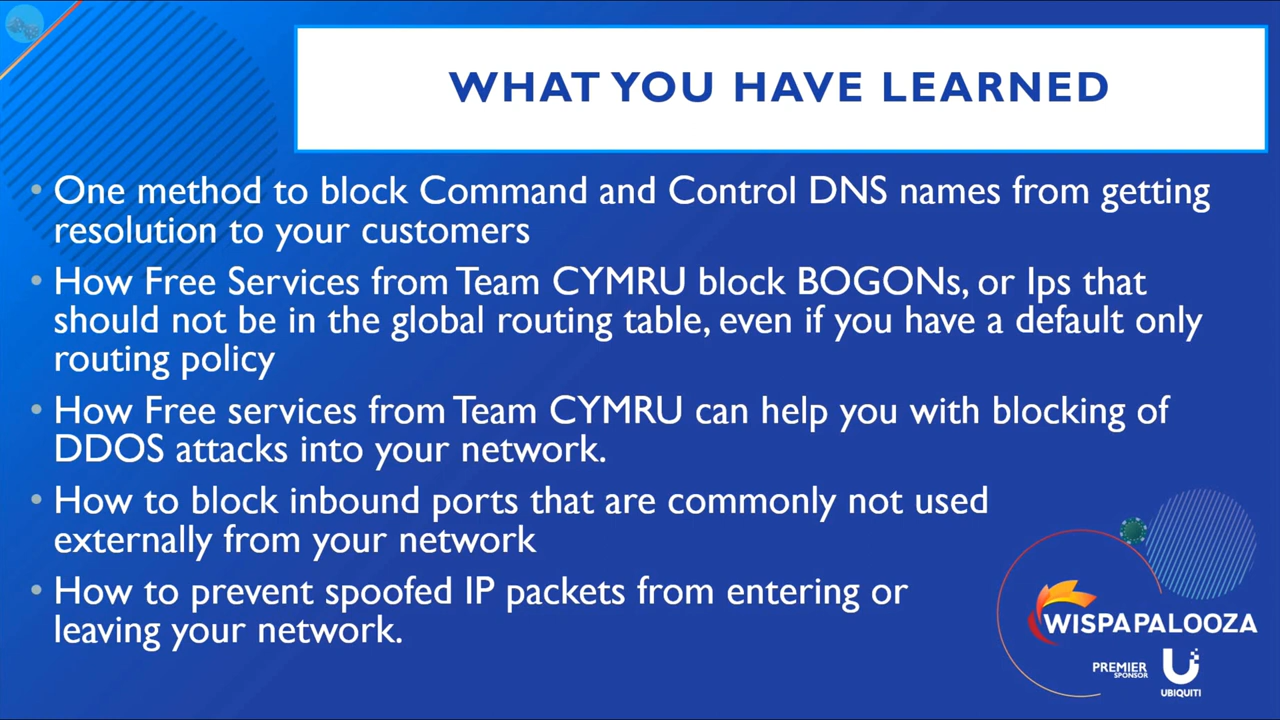 WHAT YOU HAVE LEARNED
• One method to block Command and Control DNS names from getting
resolution to your customers
• How Free Services from Team CYMRU block BOGONs, or Ips that
should not be in the global routing table, even if you have a default only
routing policy
• How Free services from Team CYMRU can help you with blocking of
DDOS attacks into your network.
• How to block inbound ports that are commonly not used
externally from your network
• How to prevent spoofed IP packets from entering or
leaving your network.
WISPAPALOOZA
PREMIER
SPONSOR
UBIQUITI